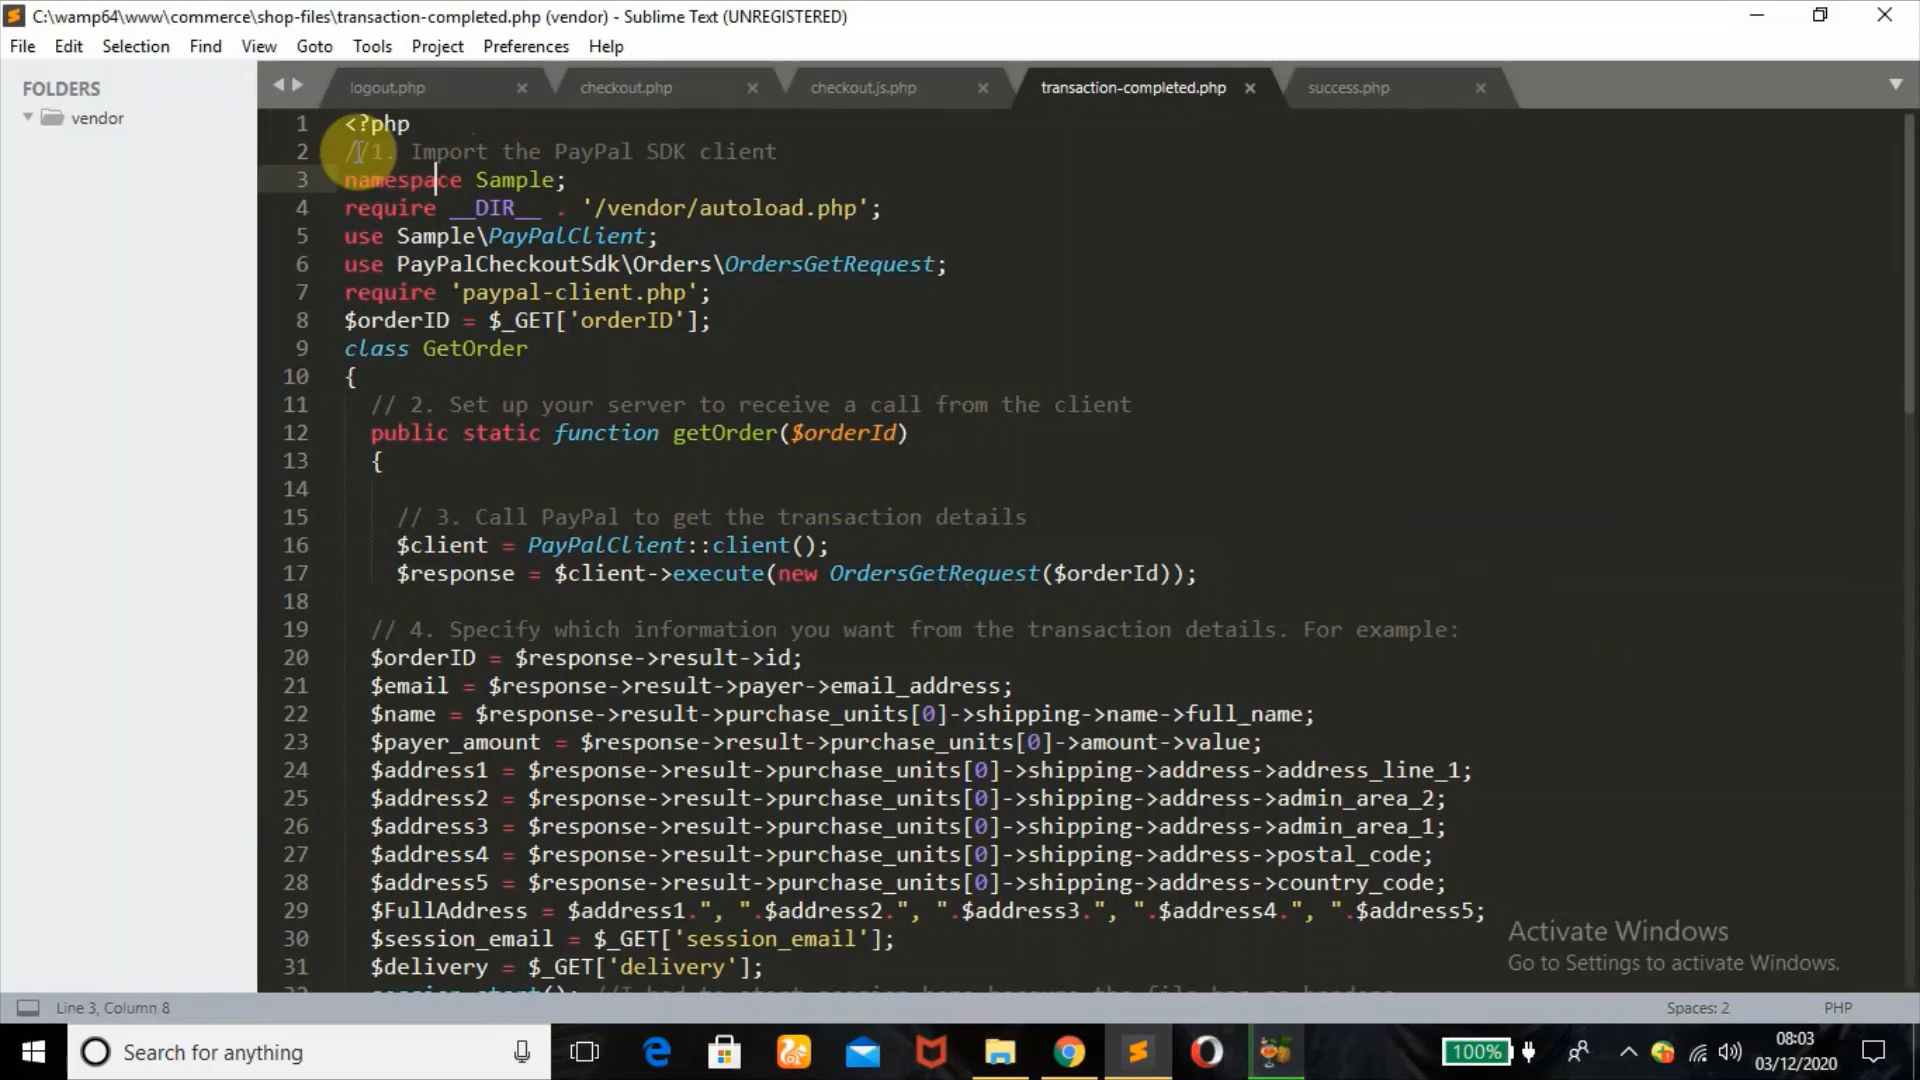 C:\wamp64\www\commerce\shop-files\transaction-completed.php (vendor) - Sublime Text (UNREGISTERED)
File Edit Selection Find View Goto Tools Project Preferences Help
FOLDERS
vendor
logout.php checkout.php checkout.js.php transaction-completed.php success.php
1 <?php
2 //1. Import the PayPal SDK client
3 namespace Sample;
4 require __DIR__ . '/vendor/autoload.php';
5 use Sample\PayPalClient;
6 use PayPalCheckoutSdk\Orders\OrdersGetRequest;
7 require 'paypal-client.php';
8 $orderID = $_GET['orderID'];
9 class GetOrder
10 {
11 // 2. Set up your server to receive a call from the client
12 public static function getOrder($orderId)
13 {
14
15 // 3. Call PayPal to get the transaction details
16 $client = PayPalClient::client();
17 $response = $client->execute(new OrdersGetRequest($orderId));
18
19 // 4. Specify which information you want from the transaction details. For example:
20 $orderID = $response->result->id;
21 $email = $response->result->payer->email_address;
22 $name = $response->result->purchase_units[0]->shipping->name->full_name;
23 $payer_amount = $response->result->purchase_units[0]->amount->value;
24 $address1 = $response->result->purchase_units[0]->shipping->address->address_line_1;
25 $address2 = $response->result->purchase_units[0]->shipping->address->admin_area_2;
26 $address3 = $response->result->purchase_units[0]->shipping->address->admin_area_1;
27 $address4 = $response->result->purchase_units[0]->shipping->address->postal_code;
28 $address5 = $response->result->purchase_units[0]->shipping->address->country_code;
29 $FullAddress = $address1.", ".$address2.", ".$address3.", ".$address4.", ".$address5;
30 $session_email = $_GET['session_email'];
31 $delivery = $_GET['delivery'];
Activate Windows
Go to Settings to activate Windows.
Line 3, Column 8 Spaces: 2 PHP
Search for anything
100%
08:03
03/12/2020